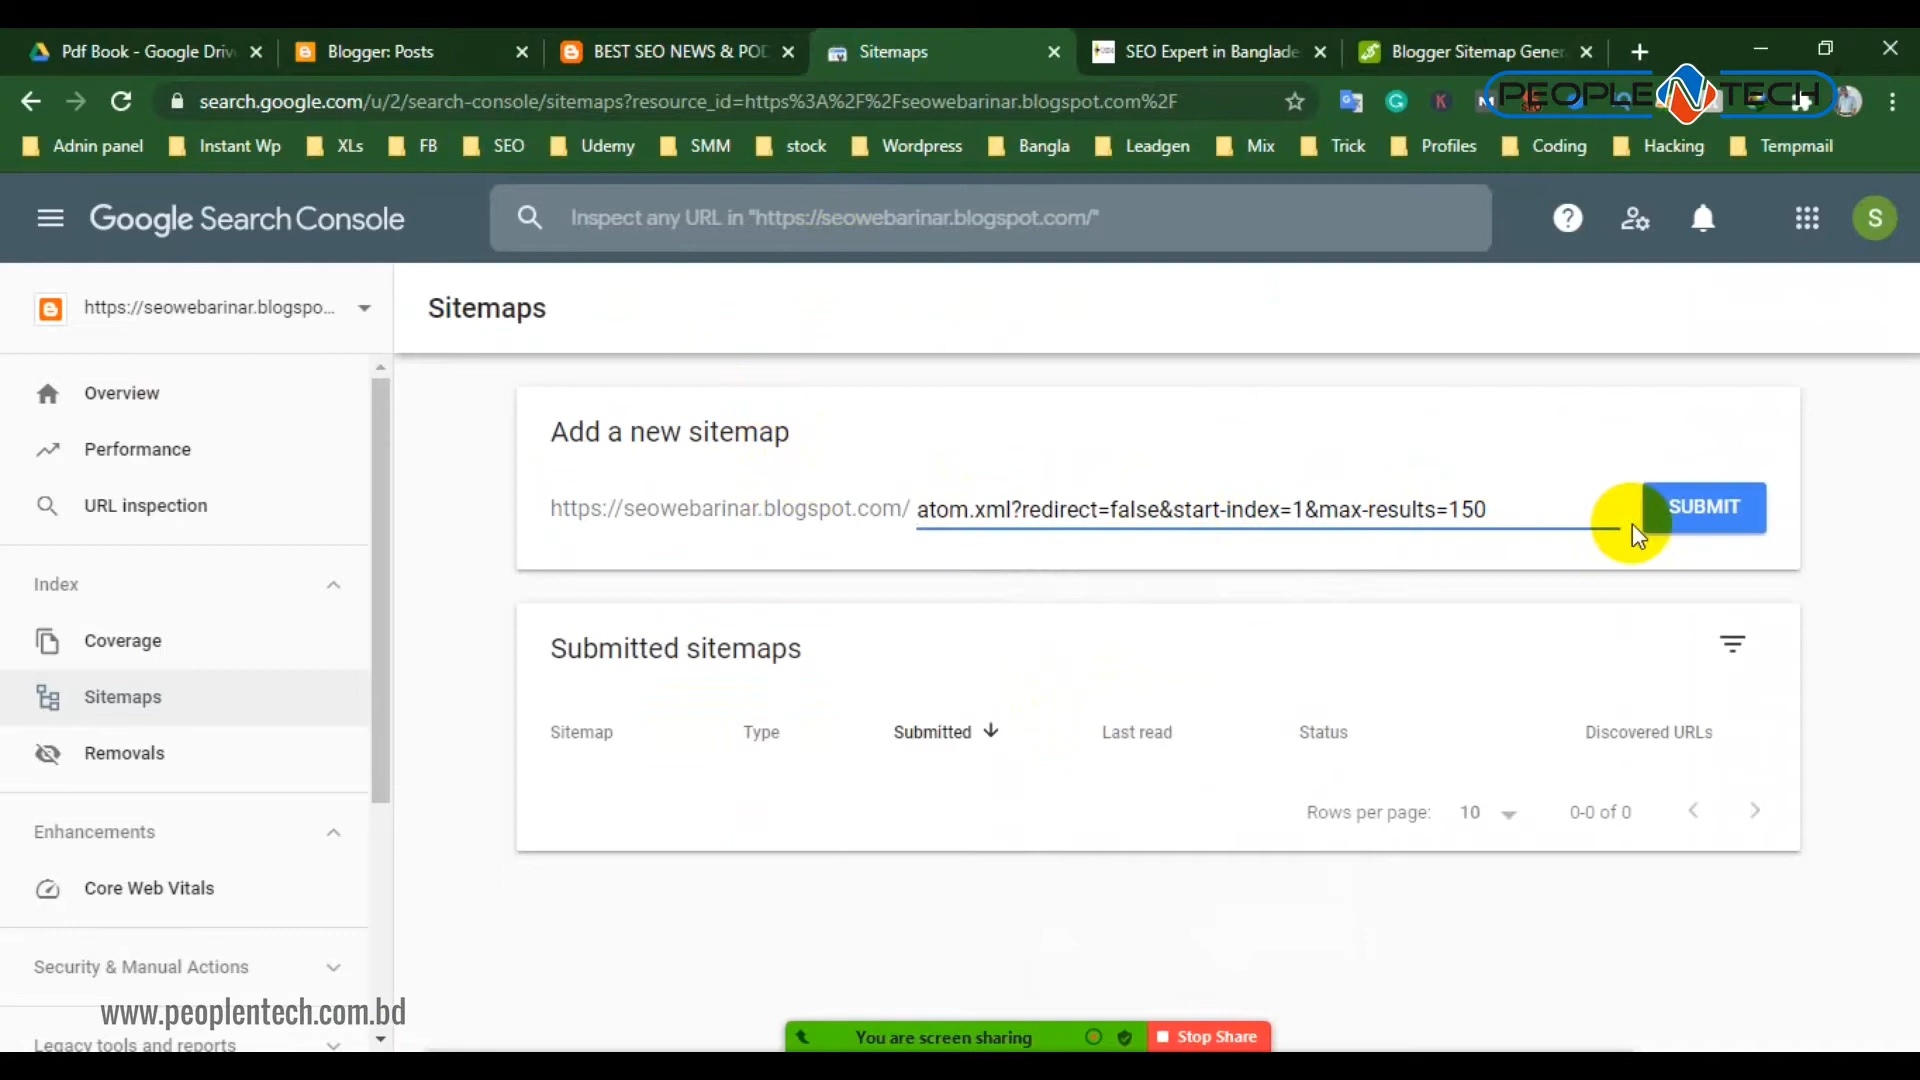 Pdf Book - Google Driv
Blogger: Posts
BEST SEO NEWS & POD
Sitemaps
SEO Expert in Banglade
Blogger Sitemap Gener
search.google.com/u/2/search-console/sitemaps?resource_id=https%3A%2F%2Fseowebarinar.blogspot.com%2F
PEOPLE N TECH
Adnin panel
Instant Wp
XLs
FB
SEO
Udemy
SMM
stock
Wordpress
Bangla
Leadgen
Mix
Trick
Profiles
Coding
Hacking
Tempmail
Google Search Console
Inspect any URL in "https://seowebarinar.blogspot.com/"
S
https://seowebarinar.blogspo...
Sitemaps
Overview
Performance
URL inspection
Index
Coverage
Sitemaps
Removals
Enhancements
Core Web Vitals
Security & Manual Actions
Legacy tools and reports
Add a new sitemap
https://seowebarinar.blogspot.com/ atom.xml?redirect=false&start-index=1&max-results=150
SUBMIT
Submitted sitemaps
Sitemap
Type
Submitted
Last read
Status
Discovered URLs
Rows per page: 10
0-0 of 0
www.peoplentech.com.bd
You are screen sharing
Stop Share